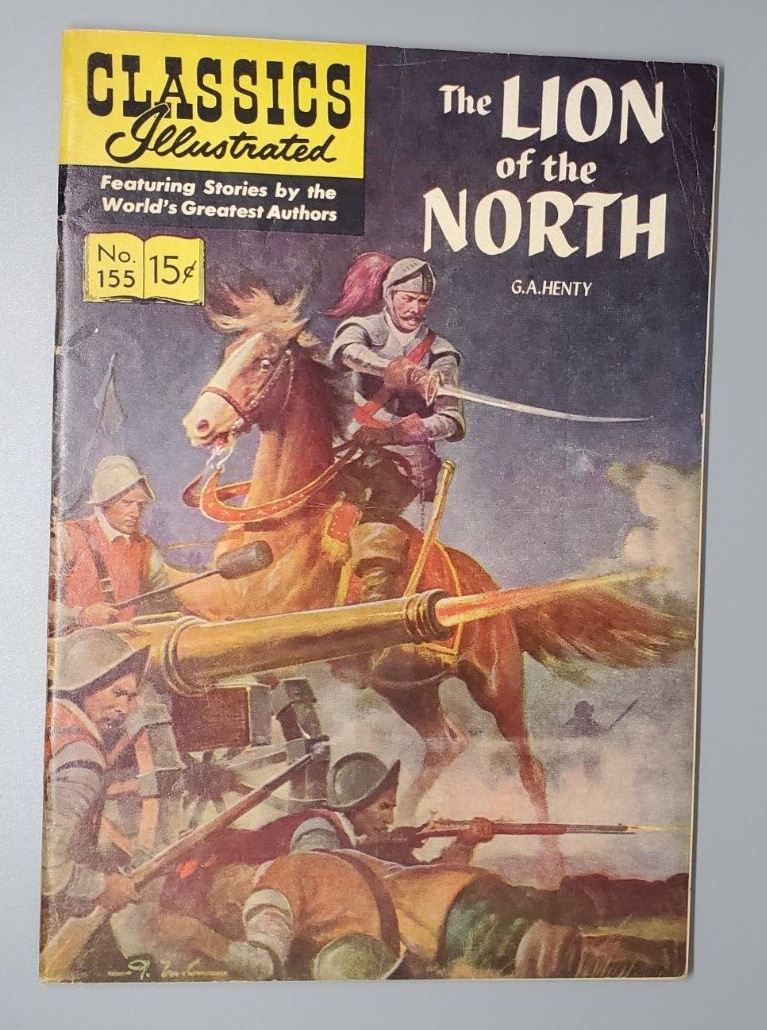 CLASSICS
Illustrated
Featuring Stories by the
World's Greatest Authors
No.
155
15¢
The LION
of the
NORTH
G.A.HENTY